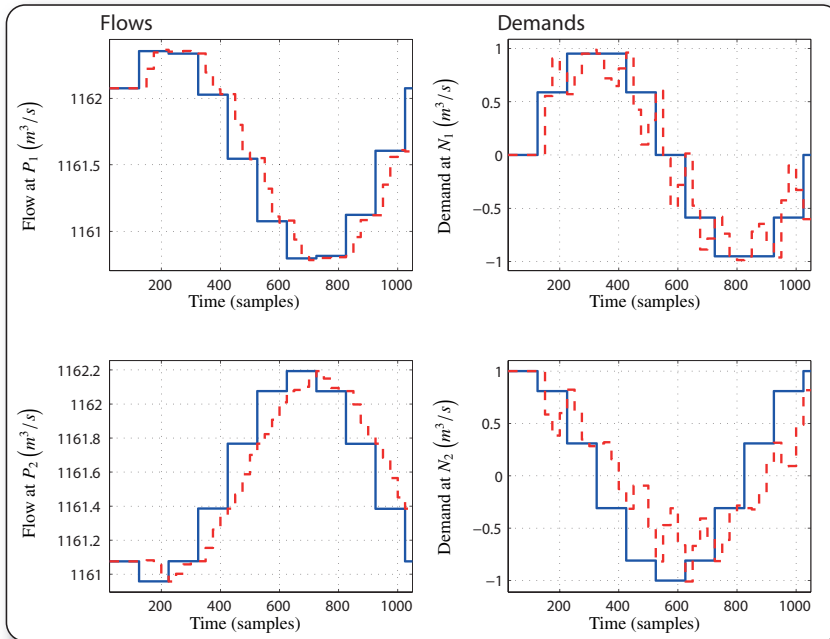 Flows
Demands
Flow at P₁ (m³/s)
1162
1161.5
1161
200 400 600 800 1000
Time (samples)
Demand at N₁ (m³/s)
1
0.5
0
−0.5
−1
200 400 600 800 1000
Time (samples)
Flow at P₂ (m³/s)
1162.2
1162
1161.8
1161.6
1161.4
1161.2
1161
200 400 600 800 1000
Time (samples)
Demand at N₂ (m³/s)
1
0.5
0
−0.5
−1
200 400 600 800 1000
Time (samples)